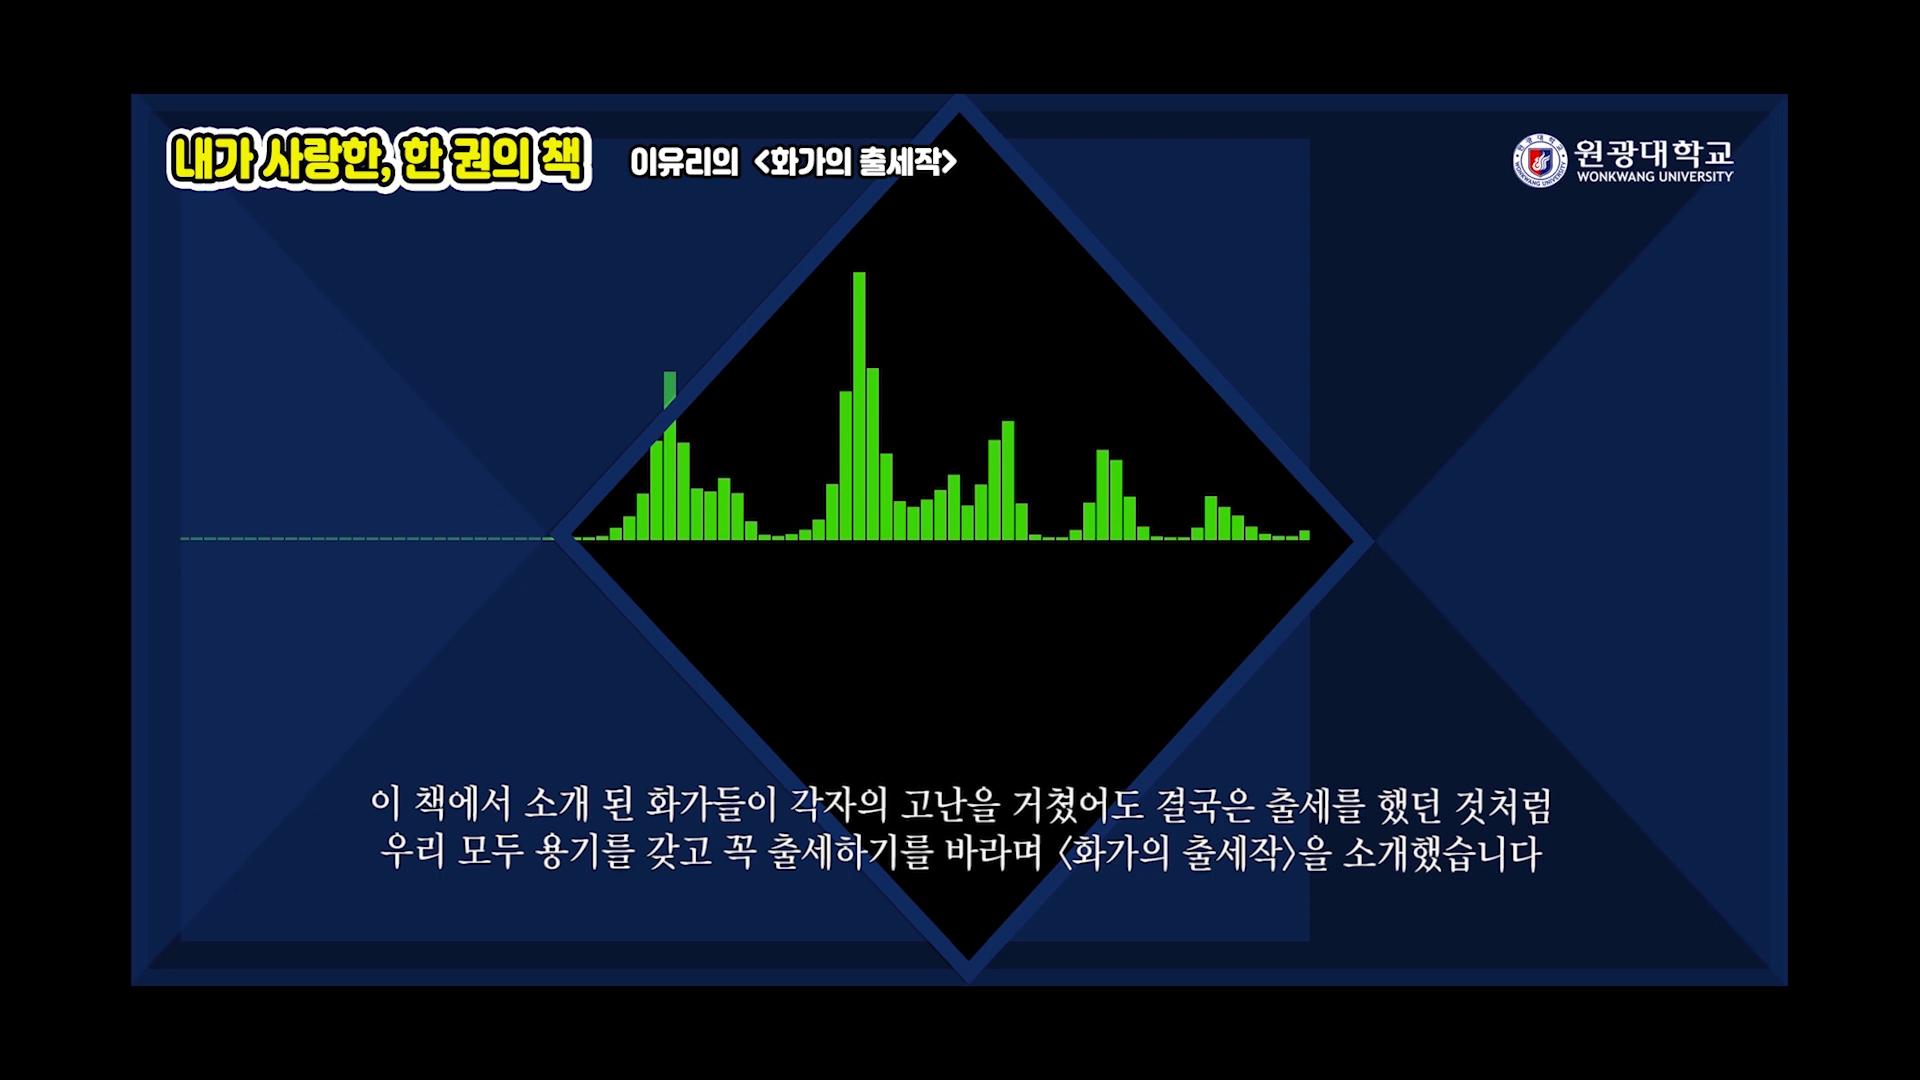 내가 사랑한, 한 권의 책
이유리의 <화가의 출세작>
원광대학교
WONKWANG UNIVERSITY
이 책에서 소개 된 화가들이 각자의 고난을 거쳤어도 결국은 출세를 했던 것처럼
우리 모두 용기를 갖고 꼭 출세하기를 바라며 〈화가의 출세작〉을 소개했습니다